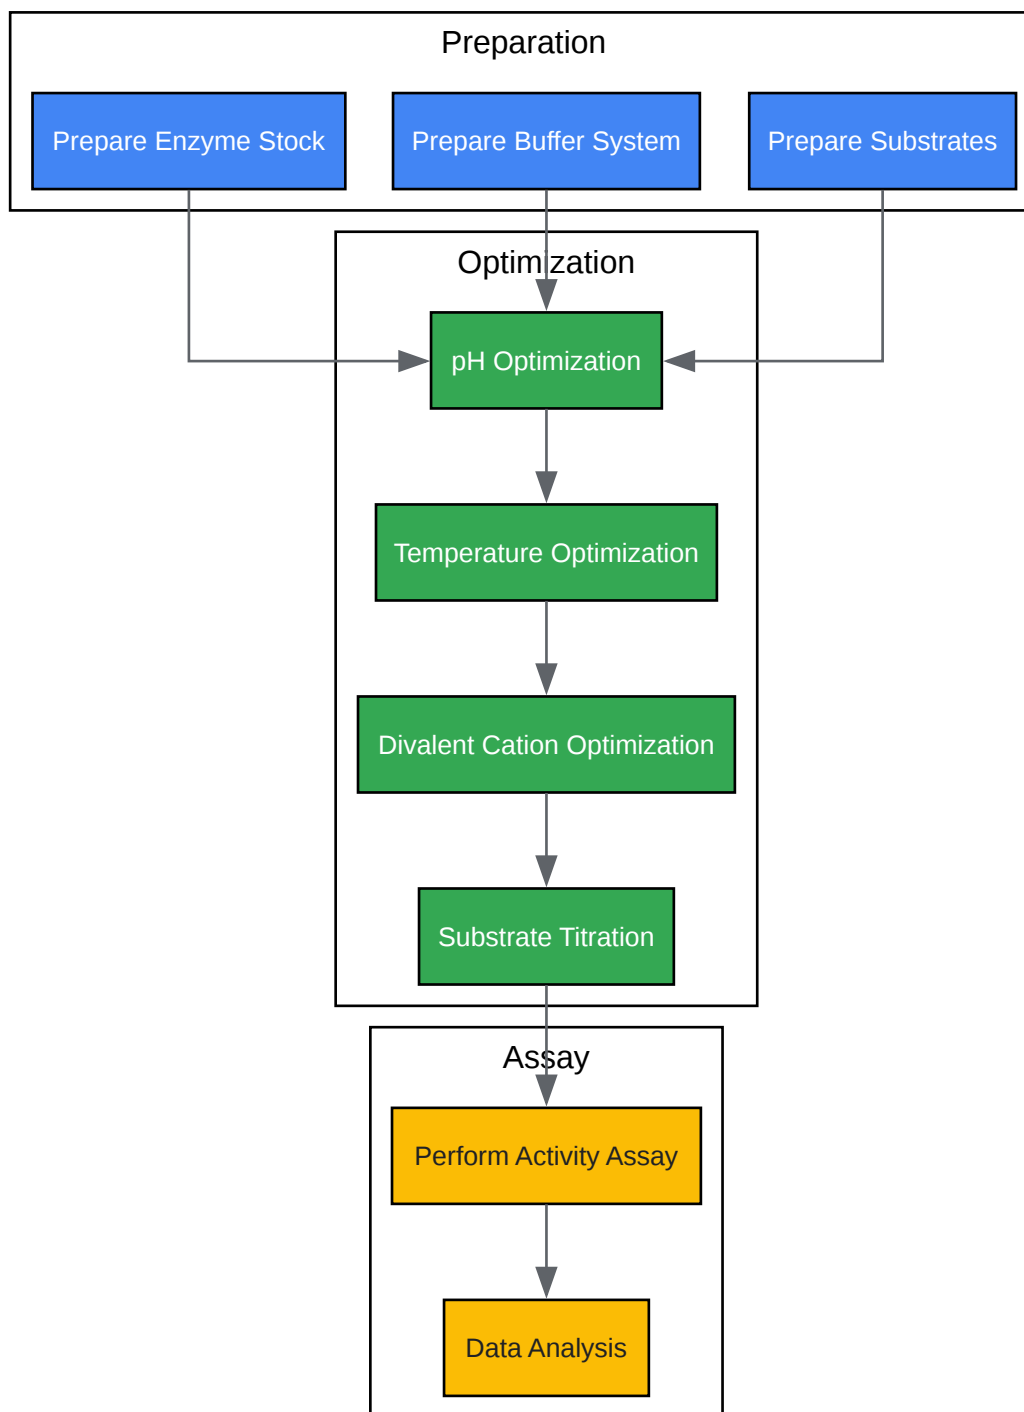 Preparation
Prepare Enzyme Stock
Prepare Buffer System
Prepare Substrates
Optimization
pH Optimization
Temperature Optimization
Divalent Cation Optimization
Substrate Titration
Assay
Perform Activity Assay
Data Analysis